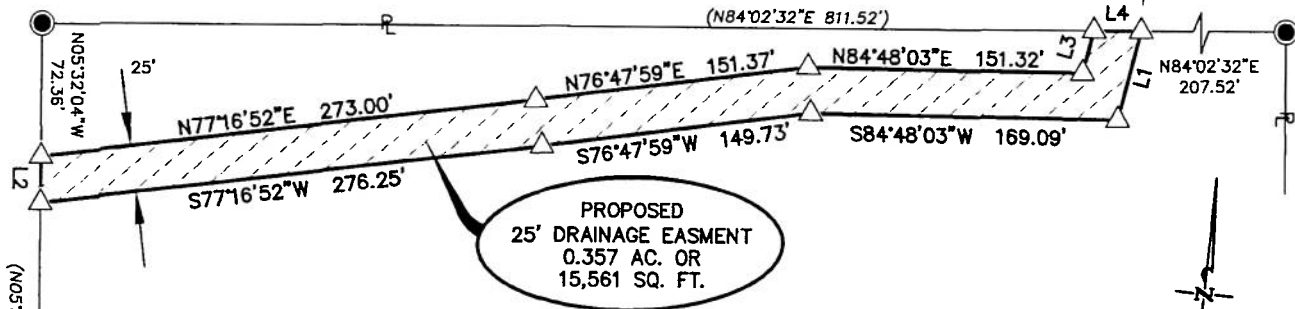 (N84°02'32"E 811.52')
L4
PL
N05°32'04"W
72.36'
25'
N77°16'52"E 273.00'
N76°47'59"E 151.37'
N84°48'03"E 151.32'
L3
L1
N84°02'32"E
207.52'
PL
L2
S77°16'52"W 276.25'
S76°47'59"W 149.73'
S84°48'03"W 169.09'
PROPOSED
25' DRAINAGE EASMENT
0.357 AC. OR
15,561 SQ. FT.
(N05°
N